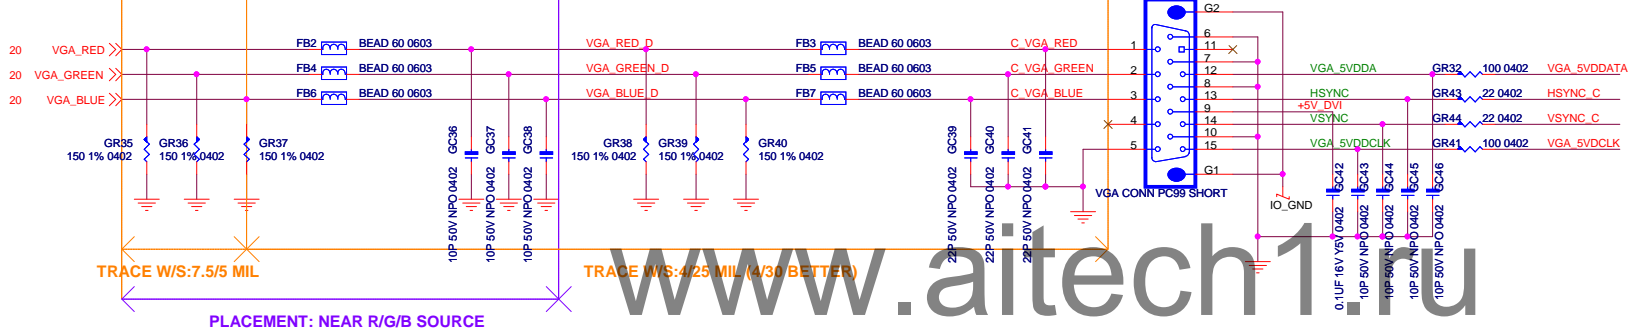 G2
20 VGA_RED FB2 BEAD 60 0603 VGA_RED_D FB3 BEAD 60 0603 C_VGA_RED 1 6 11
20 VGA_GREEN FB4 BEAD 60 0603 VGA_GREEN_D FB5 BEAD 60 0603 C_VGA_GREEN 2 7 12 VGA_5VDDA GR32 100 0402 VGA_5VDDATA
20 VGA_BLUE FB6 BEAD 60 0603 VGA_BLUE_D FB7 BEAD 60 0603 C_VGA_BLUE 3 8 13 HSYNC GR43 22 0402 HSYNC_C
9 +5V_DVI
4 14 VSYNC GR44 22 0402 VSYNC_C
10
5 15 VGA_5VDDCLK GR41 100 0402 VGA_5VDCLK
G1
GR35 150 1% 0402
GR36 150 1% 0402
GR37 150 1% 0402
GC36 10P 50V NPO 0402
GC37 10P 50V NPO 0402
GC38 10P 50V NPO 0402
GR38 150 1% 0402
GR39 150 1% 0402
GR40 150 1% 0402
GC39 22P 50V NPO 0402
GC40 22P 50V NPO 0402
GC41 22P 50V NPO 0402
VGA CONN PC99 SHORT
IO_GND
GC42 0.1UF 16V Y5V 0402
GC43 10P 50V NPO 0402
GC44 10P 50V NPO 0402
GC45 10P 50V NPO 0402
GC46 10P 50V NPO 0402
TRACE W/S:7.5/5 MIL
TRACE W/S:4/25 MIL (4/30 BETTER)
PLACEMENT: NEAR R/G/B SOURCE
www.aitech1.ru